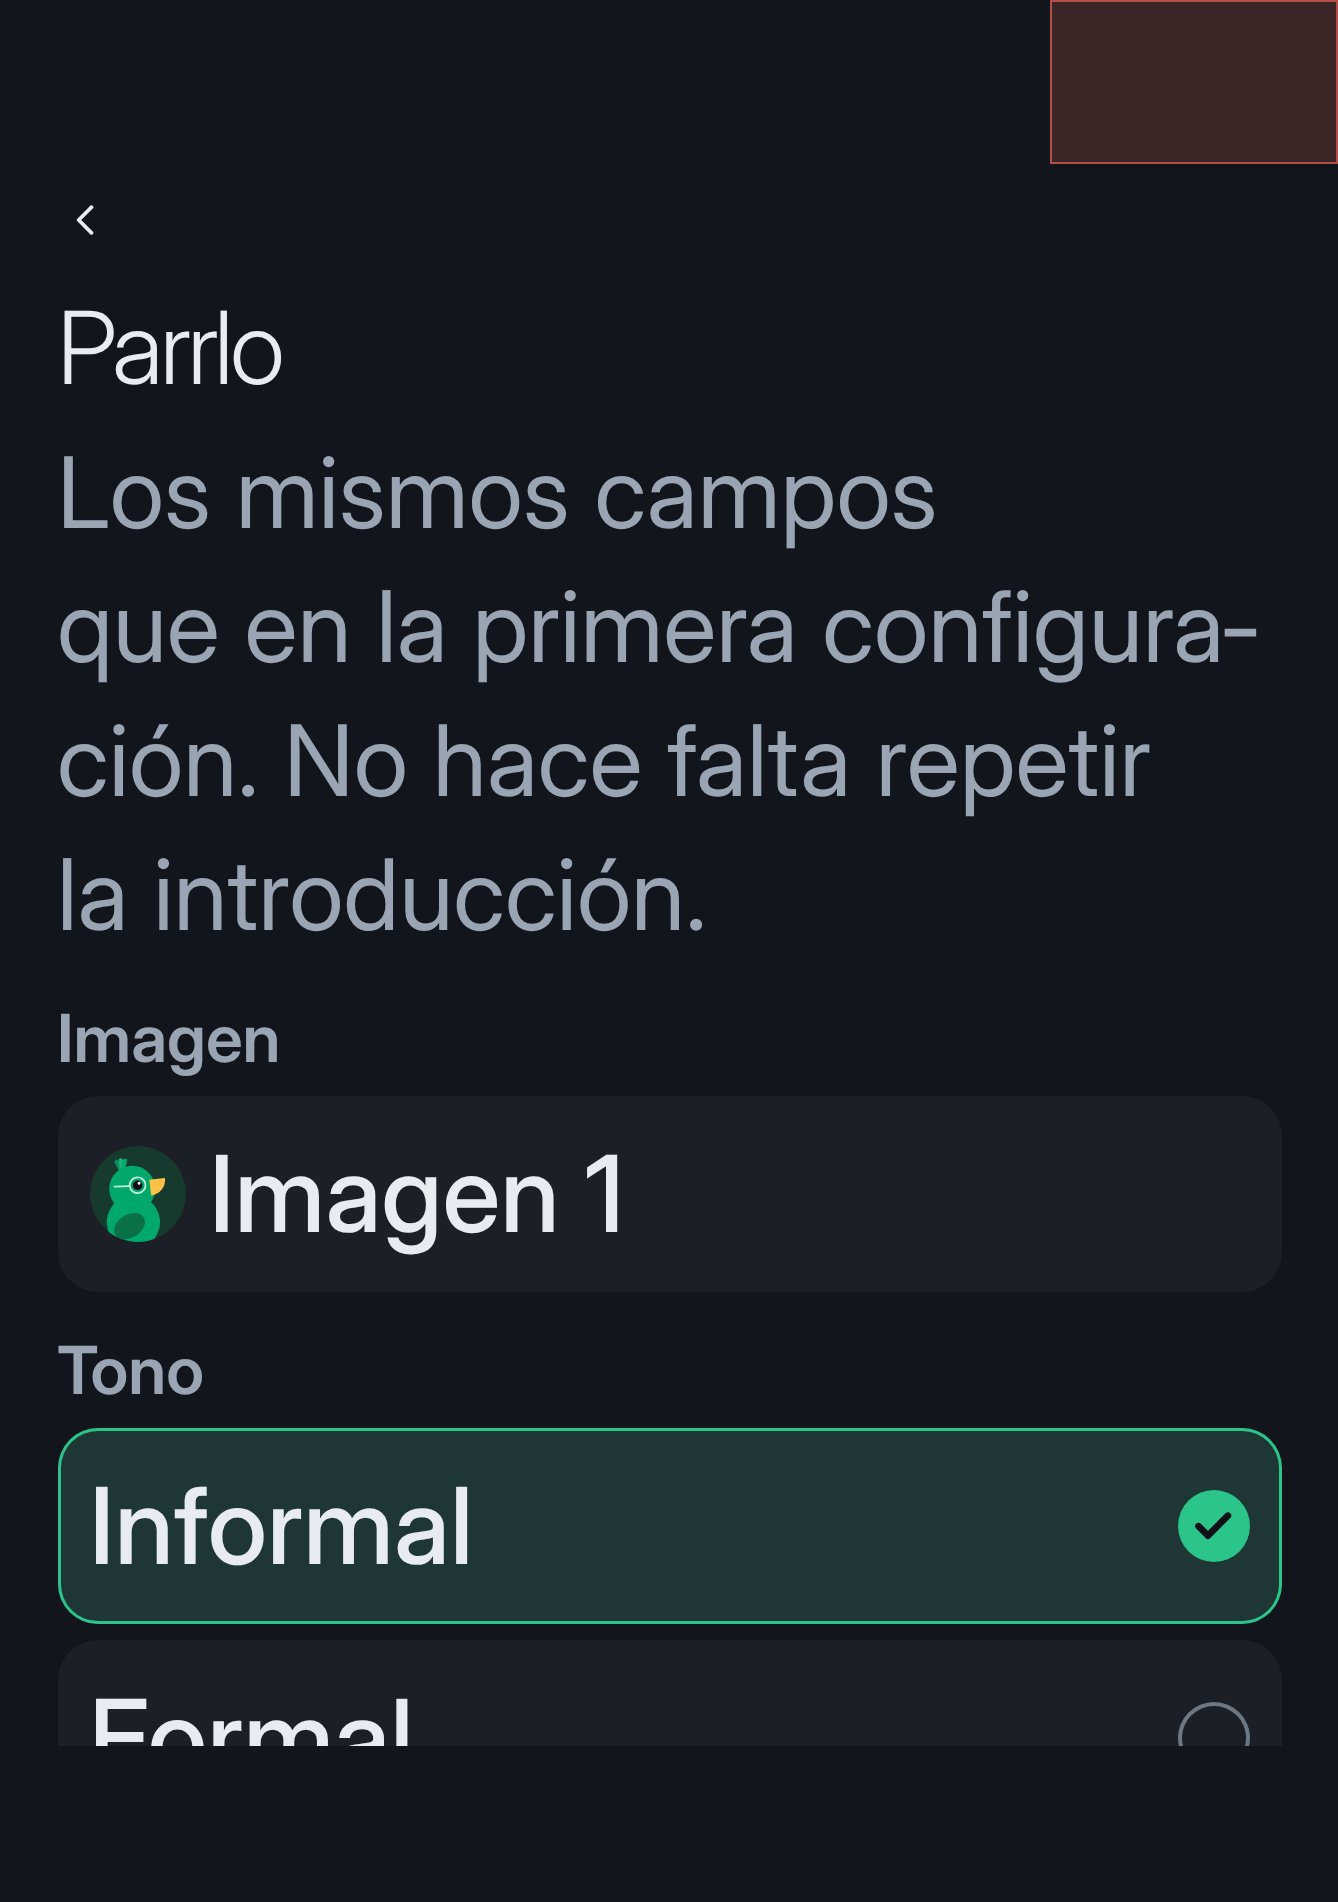 Parrlo
Los mismos campos
que en la primera configura-
ción. No hace falta repetir
la introducción.
Imagen
Imagen 1
Tono
Informal
Formal